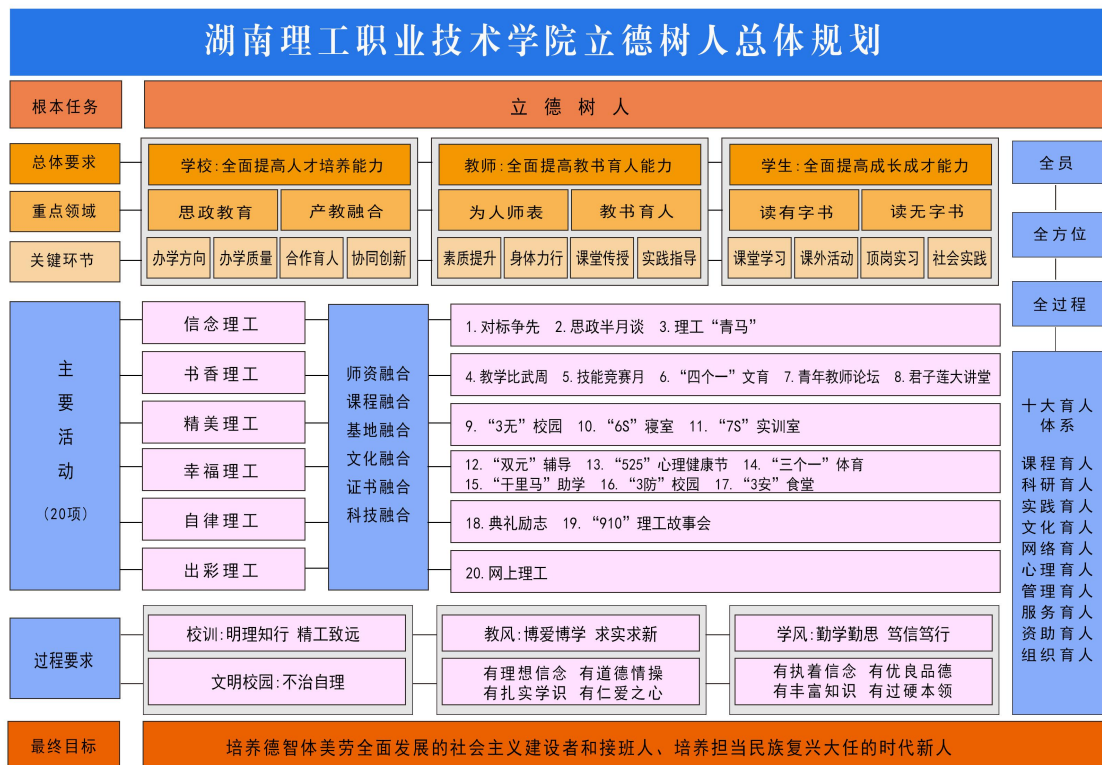 湖南理工职业技术学院立德树人总体规划
根本任务
立德树人
总体要求
学校:全面提高人才培养能力
教师:全面提高教书育人能力
学生:全面提高成长成才能力
重点领域
思政教育
产教融合
为人师表
教书育人
读有字书
读无字书
关键环节
办学方向
办学质量
合作育人
协同创新
素质提升
身体力行
课堂传授
实践指导
课堂学习
课外活动
顶岗实习
社会实践
全员
全方位
全过程
主要活动
(20项)
信念理工
书香理工
精美理工
幸福理工
自律理工
出彩理工
师资融合
课程融合
基地融合
文化融合
证书融合
科技融合
1.对标争先 2.思政半月谈 3.理工“青马”
4.教学比武周 5.技能竞赛月 6.“四个一”文育 7.青年教师论坛 8.君子莲大讲堂
9.“3无”校园 10.“6S”寝室 11.“7S”实训室
12.“双元”辅导 13.“525”心理健康节 14.“三个一”体育
15.“干里马”助学 16.“3防”校园 17.“3安”食堂
18.典礼励志 19.“910”理工故事会
20.网上理工
十大育人
体系
课程育人
科研育人
实践育人
文化育人
网络育人
心理育人
管理育人
服务育人
资助育人
组织育人
过程要求
校训:明理知行 精工致远
文明校园:不治自理
教风:博爱博学 求实求新
有理想信念 有道德情操
有扎实学识 有仁爱之心
学风:勤学勤思 笃信笃行
有执着信念 有优良品德
有丰富知识 有过硬本领
最终目标
培养德智体美劳全面发展的社会主义建设者和接班人、培养担当民族复兴大任的时代新人